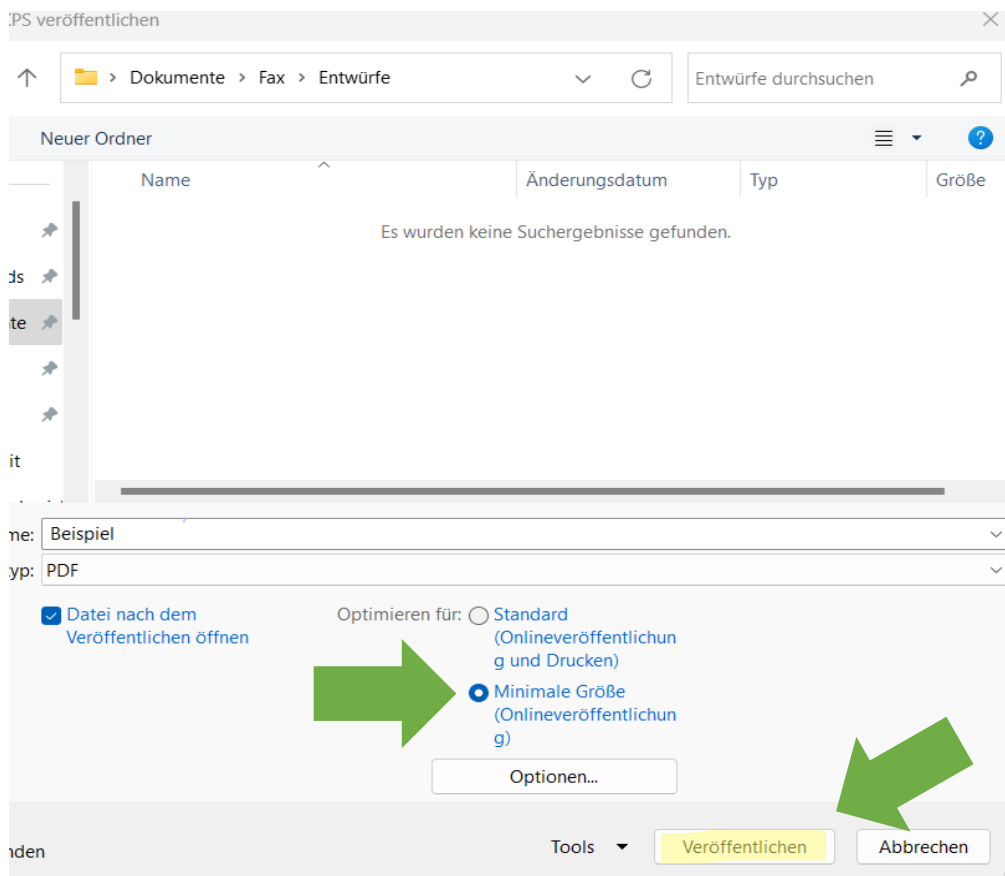 PS veröffentlichen
Dokumente > Fax > Entwürfe
Entwürfe durchsuchen
Neuer Ordner
?
Name
Änderungsdatum
Typ
Größe
Es wurden keine Suchergebnisse gefunden.
ds
te
it
me: Beispiel
typ: PDF
Datei nach dem
Veröffentlichen öffnen
Optimieren für:
Standard
(Onlineveröffentlichun
g und Drucken)
Minimale Größe
(Onlineveröffentlichun
g)
Optionen...
nden
Tools
Veröffentlichen
Abbrechen